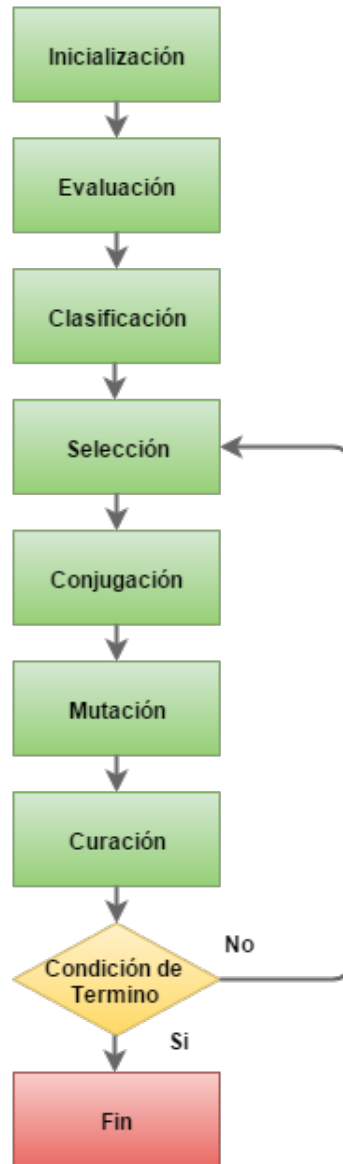 Inicialización
Evaluación
Clasificación
Selección
Conjugación
Mutación
Curación
Condición de
Termino
No
Si
Fin